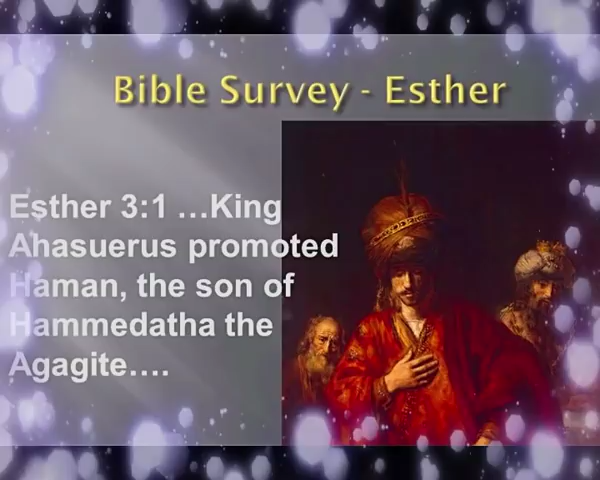 Bible Survey - Esther
Esther 3:1 …King
Ahasuerus promoted
Haman, the son of
Hammedatha the
Agagite….